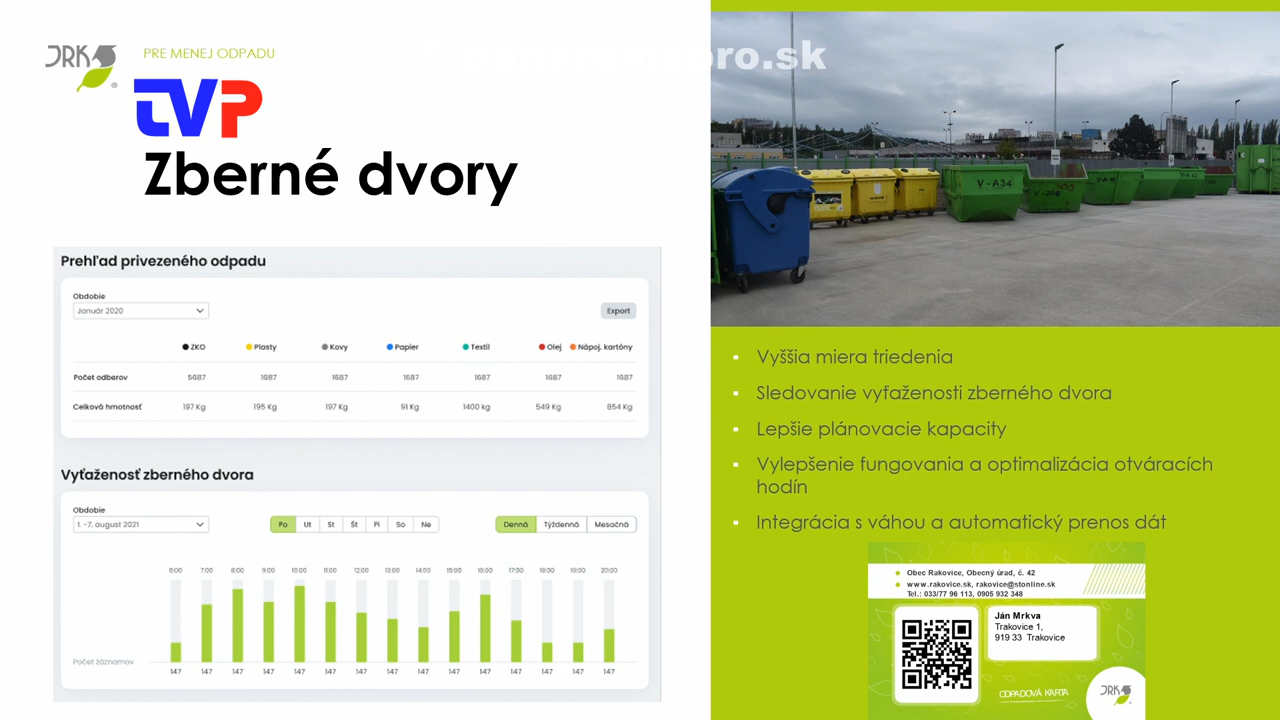 JRK
PRE MENEJ ODPADU
TVP
Zberné dvory
Prehľad privezeného odpadu
Obdobie
Január 2020
Export
ZKO Plasty Kovy Papier Textil Olej Nápoj. kartóny
Počet odberov 5687 1687 1687 1687 1687 1687 1687
Celková hmotnosť 197 Kg 195 Kg 197 Kg 91 Kg 1400 kg 549 Kg 854 Kg
Vyťaženosť zberného dvora
Obdobie
1. -7. august 2021
Po Ut St Št Pi So Ne
Denná Týždenná Mesačná
6:00 7:00 8:00 9:00 10:00 11:00 12:00 13:00 14:00 15:00 16:00 17:00 18:00 19:00 20:00
Počet záznamov
147 147 147 147 147 147 147 147 147 147 147 147 147 147 147
© panoramapro.sk
V-A34
Vyššia miera triedenia
Sledovanie vyťaženosti zberného dvora
Lepšie plánovacie kapacity
Vylepšenie fungovania a optimalizácia otváracích
hodín
Integrácia s váhou a automatický prenos dát
Obec Rakovice, Obecný úrad, č. 42
www.rakovice.sk, rakovice@stonline.sk
Tel.: 033/77 96 113, 0905 932 348
Ján Mrkva
Trakovice 1,
919 33 Trakovice
ODPADOVÁ KARTA
JRK